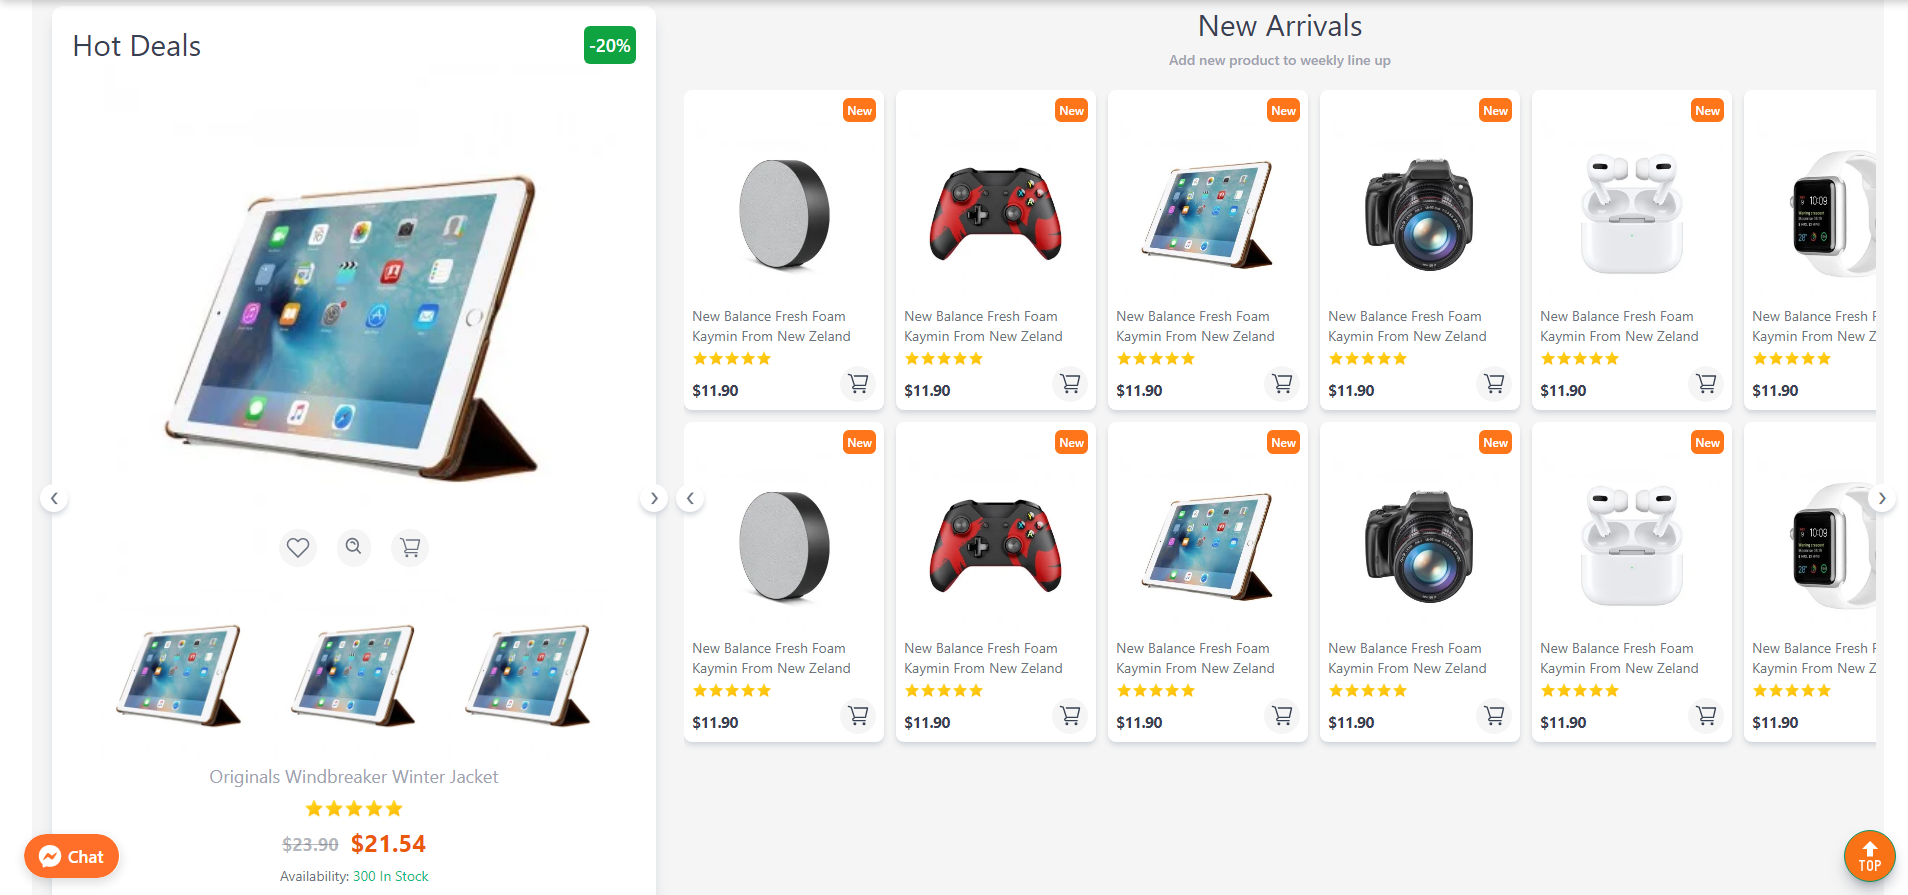 Hot Deals
-20%
Originals Windbreaker Winter Jacket
$23.90 $21.54
Availability: 300 In Stock
New Arrivals
Add new product to weekly line up
New
New
New
New
New
New Balance Fresh Foam
Kaymin From New Zeland
$11.90
New Balance Fresh Foam
Kaymin From New Zeland
$11.90
New Balance Fresh Foam
Kaymin From New Zeland
$11.90
New Balance Fresh Foam
Kaymin From New Zeland
$11.90
New Balance Fresh Foam
Kaymin From New Zeland
$11.90
10:09
New Balance Fresh
Kaymin From New
$11.90
New
New
New
New
New
New Balance Fresh Foam
Kaymin From New Zeland
$11.90
New Balance Fresh Foam
Kaymin From New Zeland
$11.90
New Balance Fresh Foam
Kaymin From New Zeland
$11.90
New Balance Fresh Foam
Kaymin From New Zeland
$11.90
New Balance Fresh Foam
Kaymin From New Zeland
$11.90
10:09
New Balance Fresh
Kaymin From New
$11.90
Chat
TOP